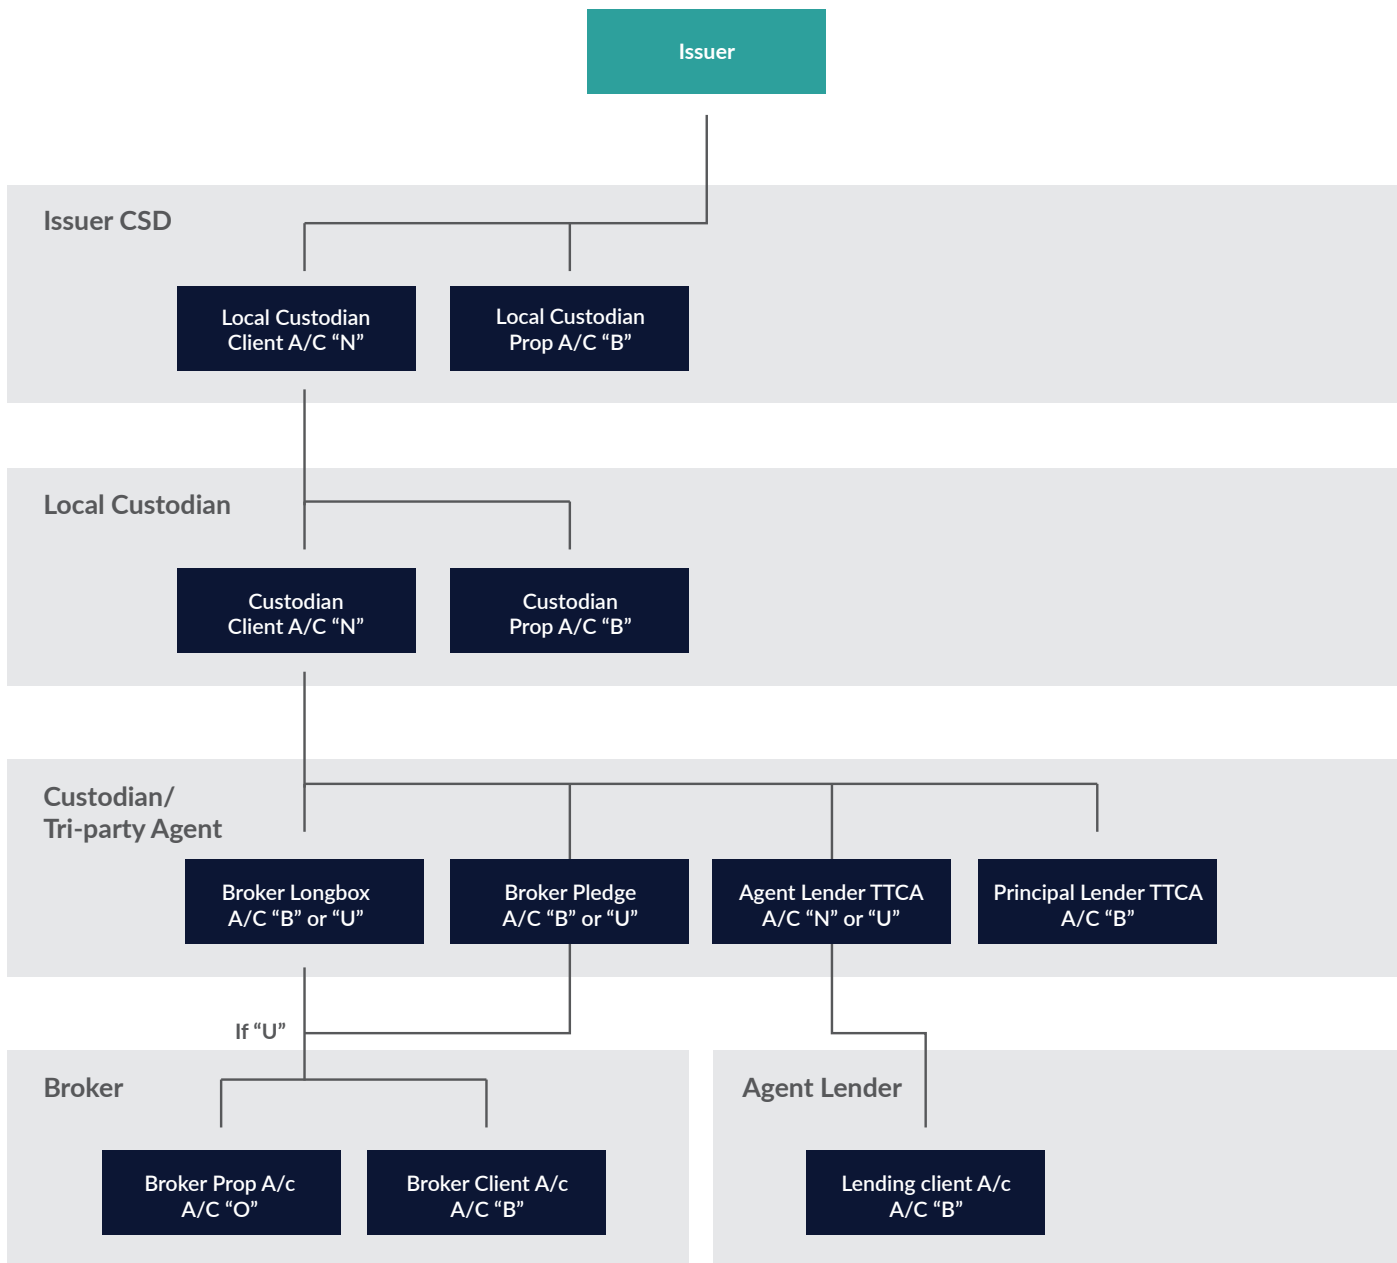 Issuer
Issuer CSD
Local Custodian
Client A/C “N”
Local Custodian
Prop A/C “B”
Local Custodian
Custodian
Client A/C “N”
Custodian
Prop A/C “B”
Custodian/
Tri-party Agent
Broker Longbox
A/C “B” or “U”
Broker Pledge
A/C “B” or “U”
Agent Lender TTCA
A/C “N” or “U”
Principal Lender TTCA
A/C “B”
If “U”
Broker
Broker Prop A/c
A/C “O”
Broker Client A/c
A/C “B”
Agent Lender
Lending client A/c
A/C “B”